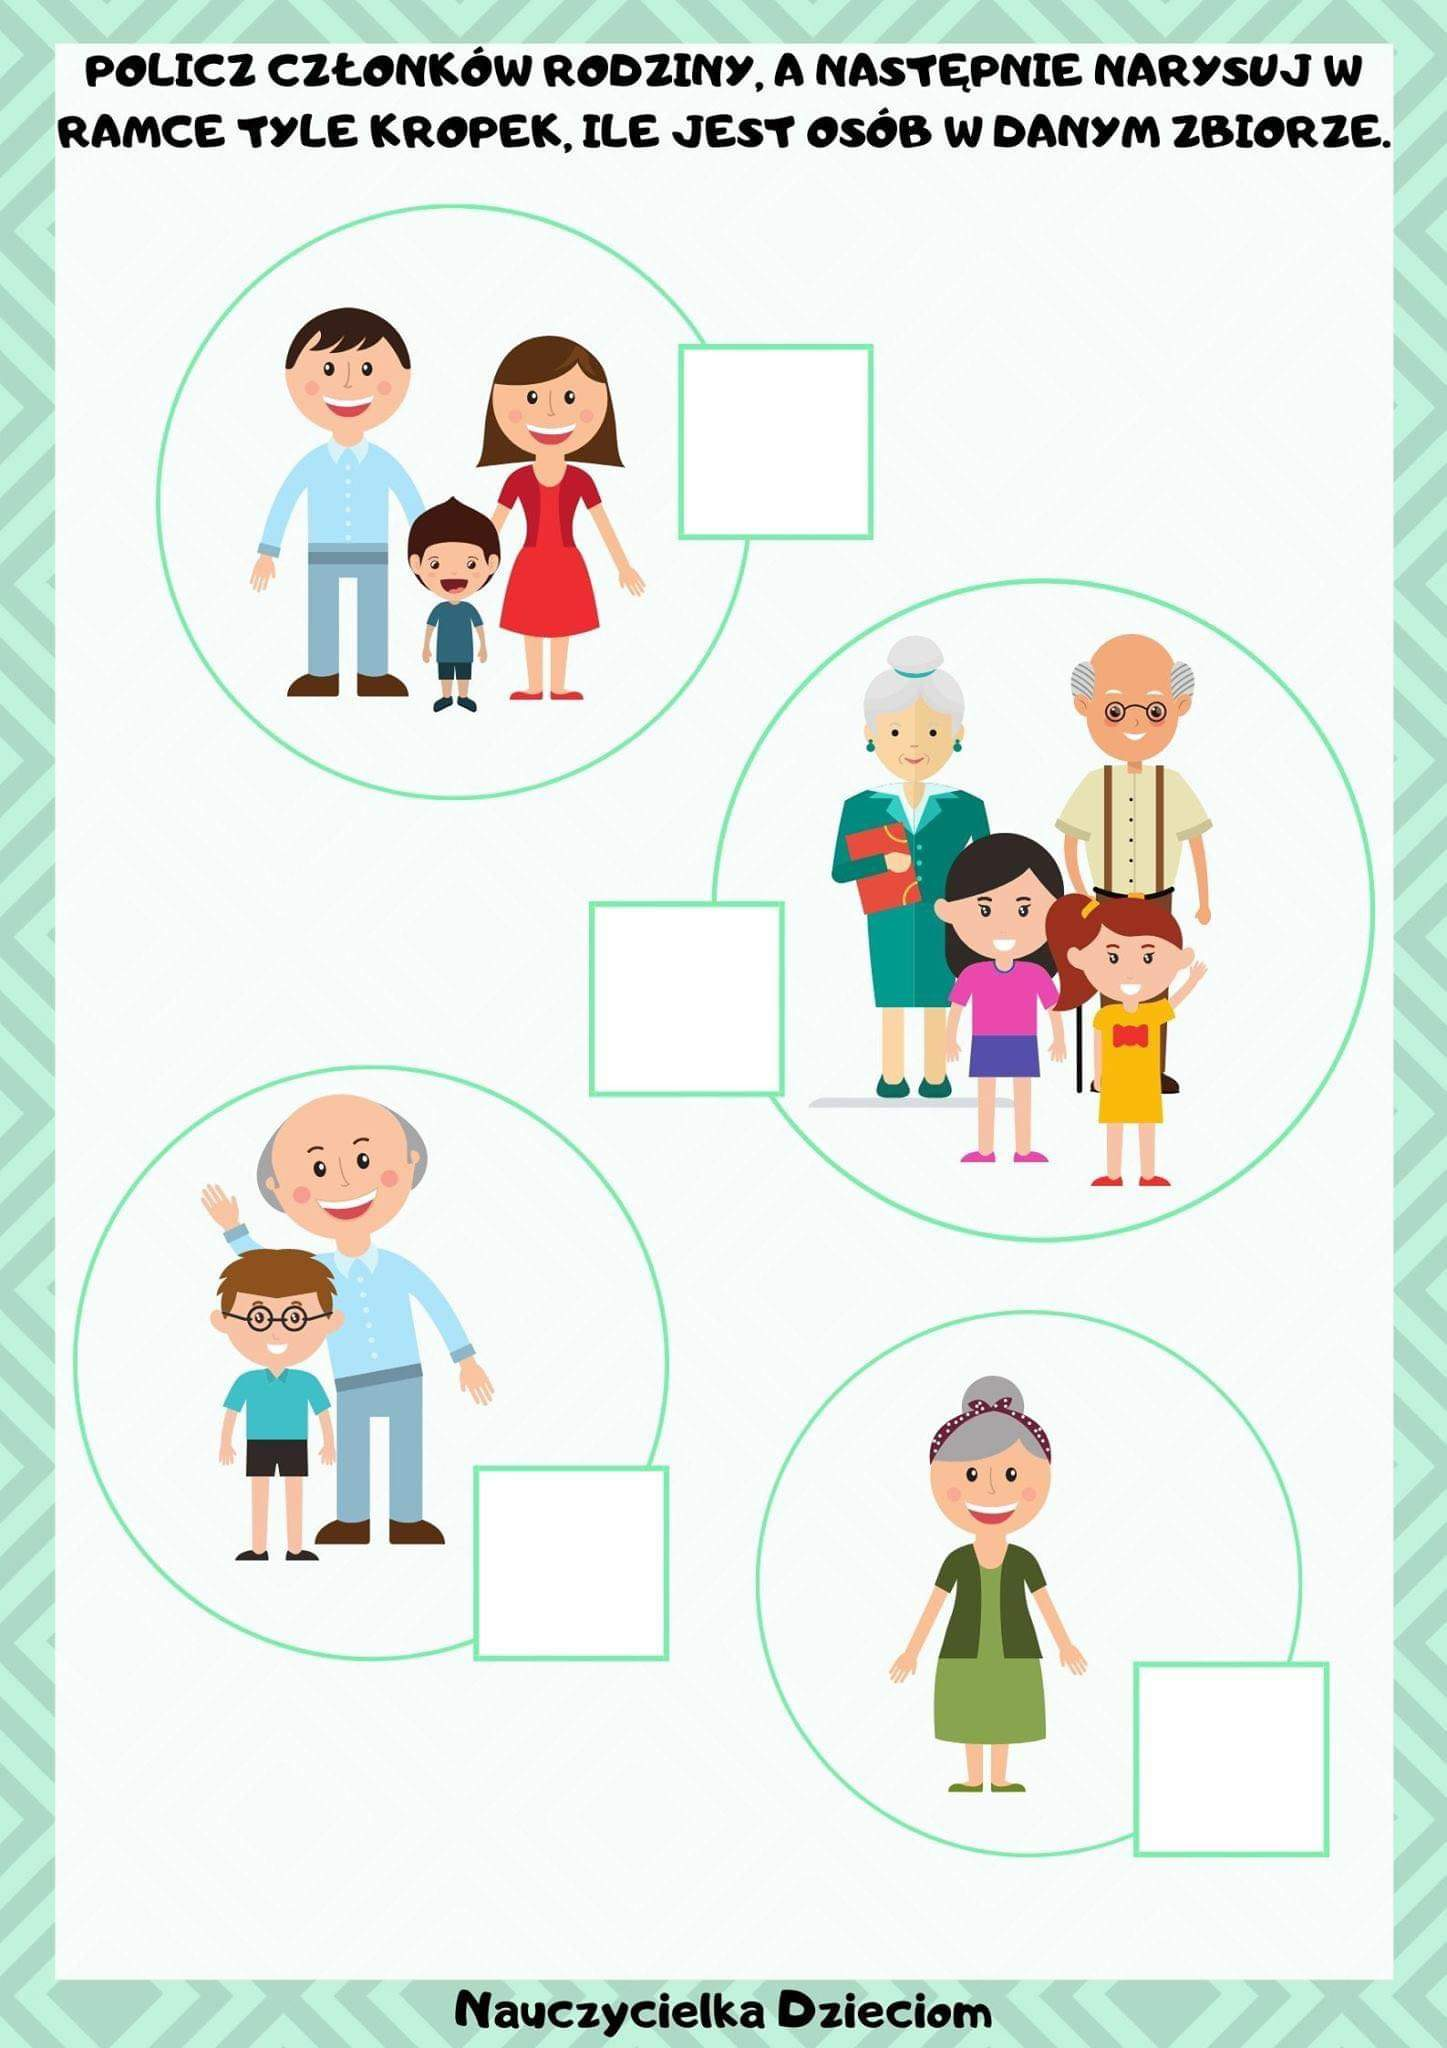 POLICZ CZŁONKÓW RODZINY, A NASTĘPNIE NARYSUJ W
RAMCE TYLE KROPEK, ILE JEST OSÓB W DANYM ZBIORZE.
Nauczycielka Dzieciom